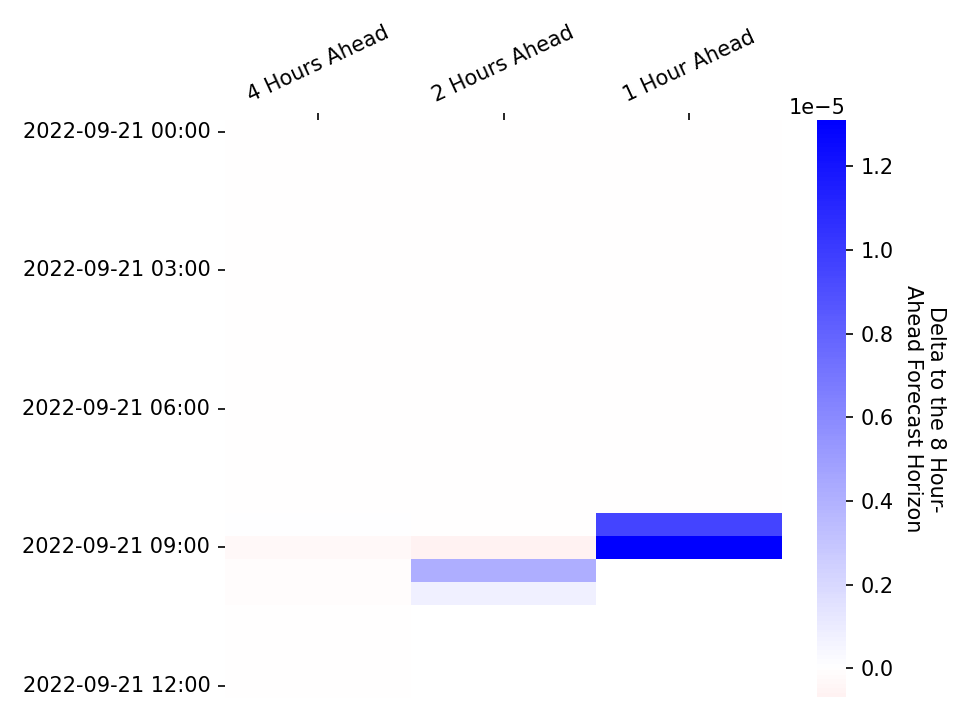 4 Hours Ahead
2 Hours Ahead
1 Hour Ahead
1e−5
2022-09-21 00:00
2022-09-21 03:00
2022-09-21 06:00
2022-09-21 09:00
2022-09-21 12:00
1.2
1.0
0.8
0.6
0.4
0.2
0.0
Delta to the 8 Hour-
Ahead Forecast Horizon